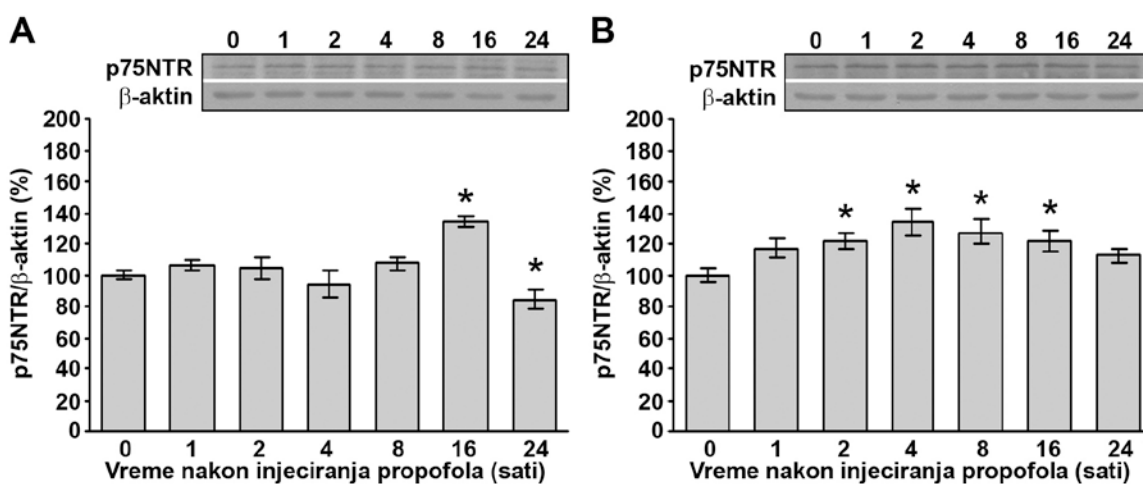 A
0 1 2 4 8 16 24
p75NTR
β-aktin
p75NTR/β-aktin (%)
200
180
160
140
120
100
80
60
40
20
0
*
*
0 1 2 4 8 16 24
Vreme nakon injeciranja propofola (sati)
B
0 1 2 4 8 16 24
p75NTR
β-aktin
p75NTR/β-aktin (%)
200
180
160
140
120
100
80
60
40
20
0
* * * *
0 1 2 4 8 16 24
Vreme nakon injeciranja propofola (sati)